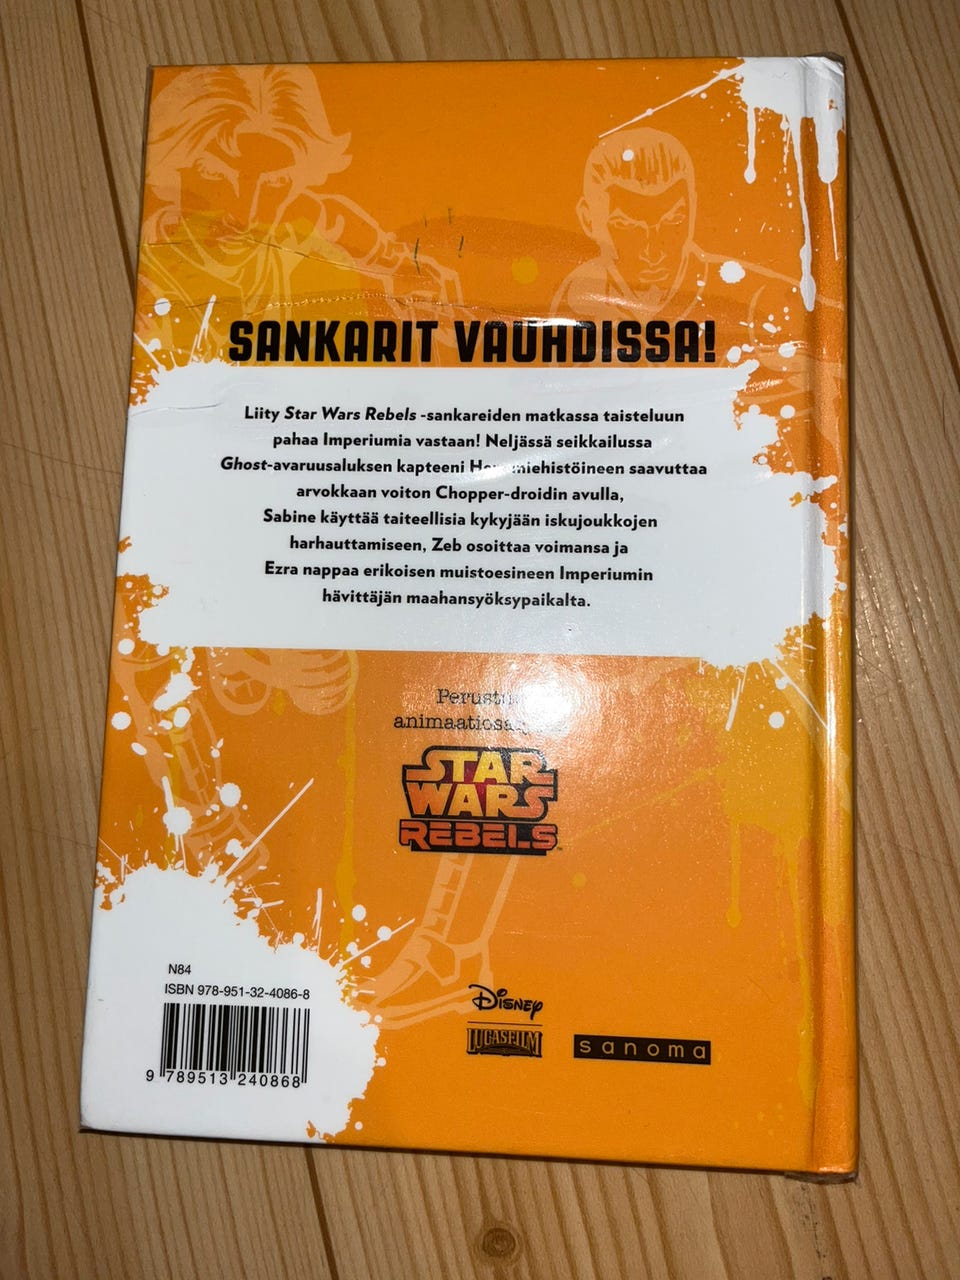 SANKARIT VAUHDISSA!
Liity Star Wars Rebels -sankareiden matkassa taisteluun
pahaa Imperiumia vastaan! Neljässä seikkailussa
Ghost-avaruusaluksen kapteeni miehistöineen saavuttaa
arvokkaan voiton Chopper-droidin avulla,
Sabine käyttää taiteellisia kykyjään iskujoukkojen
harhauttamiseen, Zeb osoittaa voimansa ja
Ezra nappaa erikoisen muistoesineen Imperiumin
hävittäjän maahansyöksypaikalta.
STAR
WARS
REBELS
TM
N84
ISBN 978-951-32-4086-8
9 789513 240868
Disney
LUCASFILM
sanoma